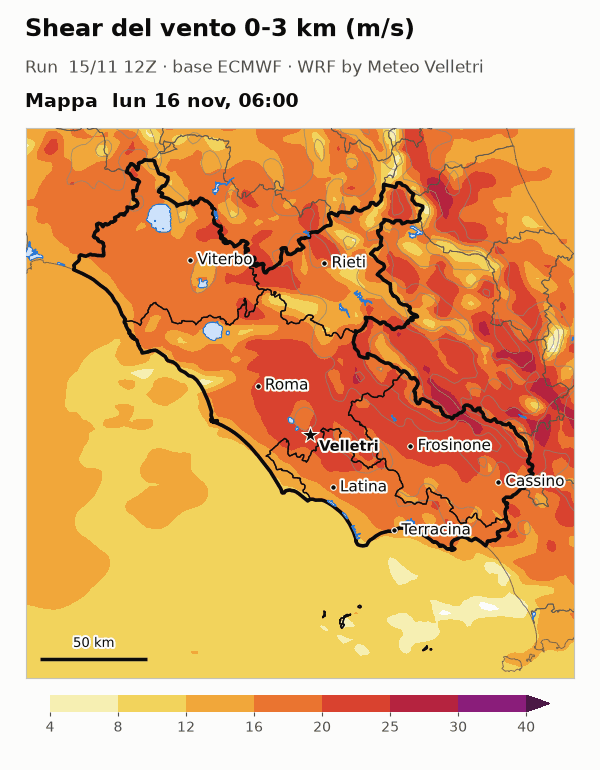 Shear del vento 0-3 km (m/s)
Run  15/11 12Z · base ECMWF · WRF by Meteo Velletri
Mappa  lun 16 nov, 06:00
Viterbo
Rieti
Roma
Velletri
Frosinone
Cassino
Latina
Terracina
50 km
4 8 12 16 20 25 30 40